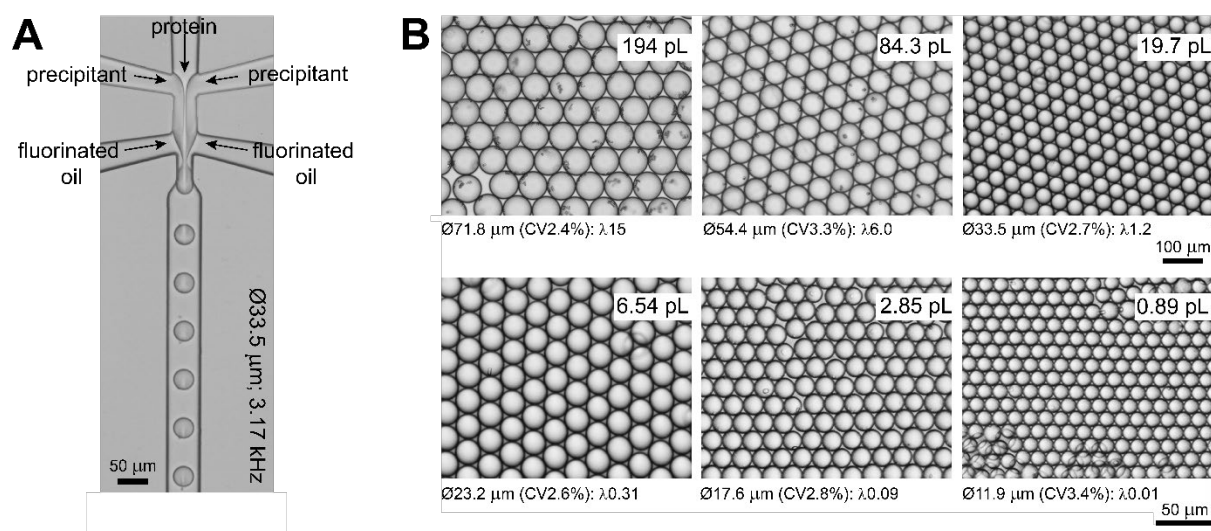 A
protein
precipitant
precipitant
fluorinated
oil
fluorinated
oil
Ø33.5 µm; 3.17 kHz
50 µm
B
194 pL
84.3 pL
19.7 pL
Ø71.8 µm (CV2.4%): λ15
Ø54.4 µm (CV3.3%): λ6.0
Ø33.5 µm (CV2.7%): λ1.2
100 µm
6.54 pL
2.85 pL
0.89 pL
Ø23.2 µm (CV2.6%): λ0.31
Ø17.6 µm (CV2.8%): λ0.09
Ø11.9 µm (CV3.4%): λ0.01
50 µm